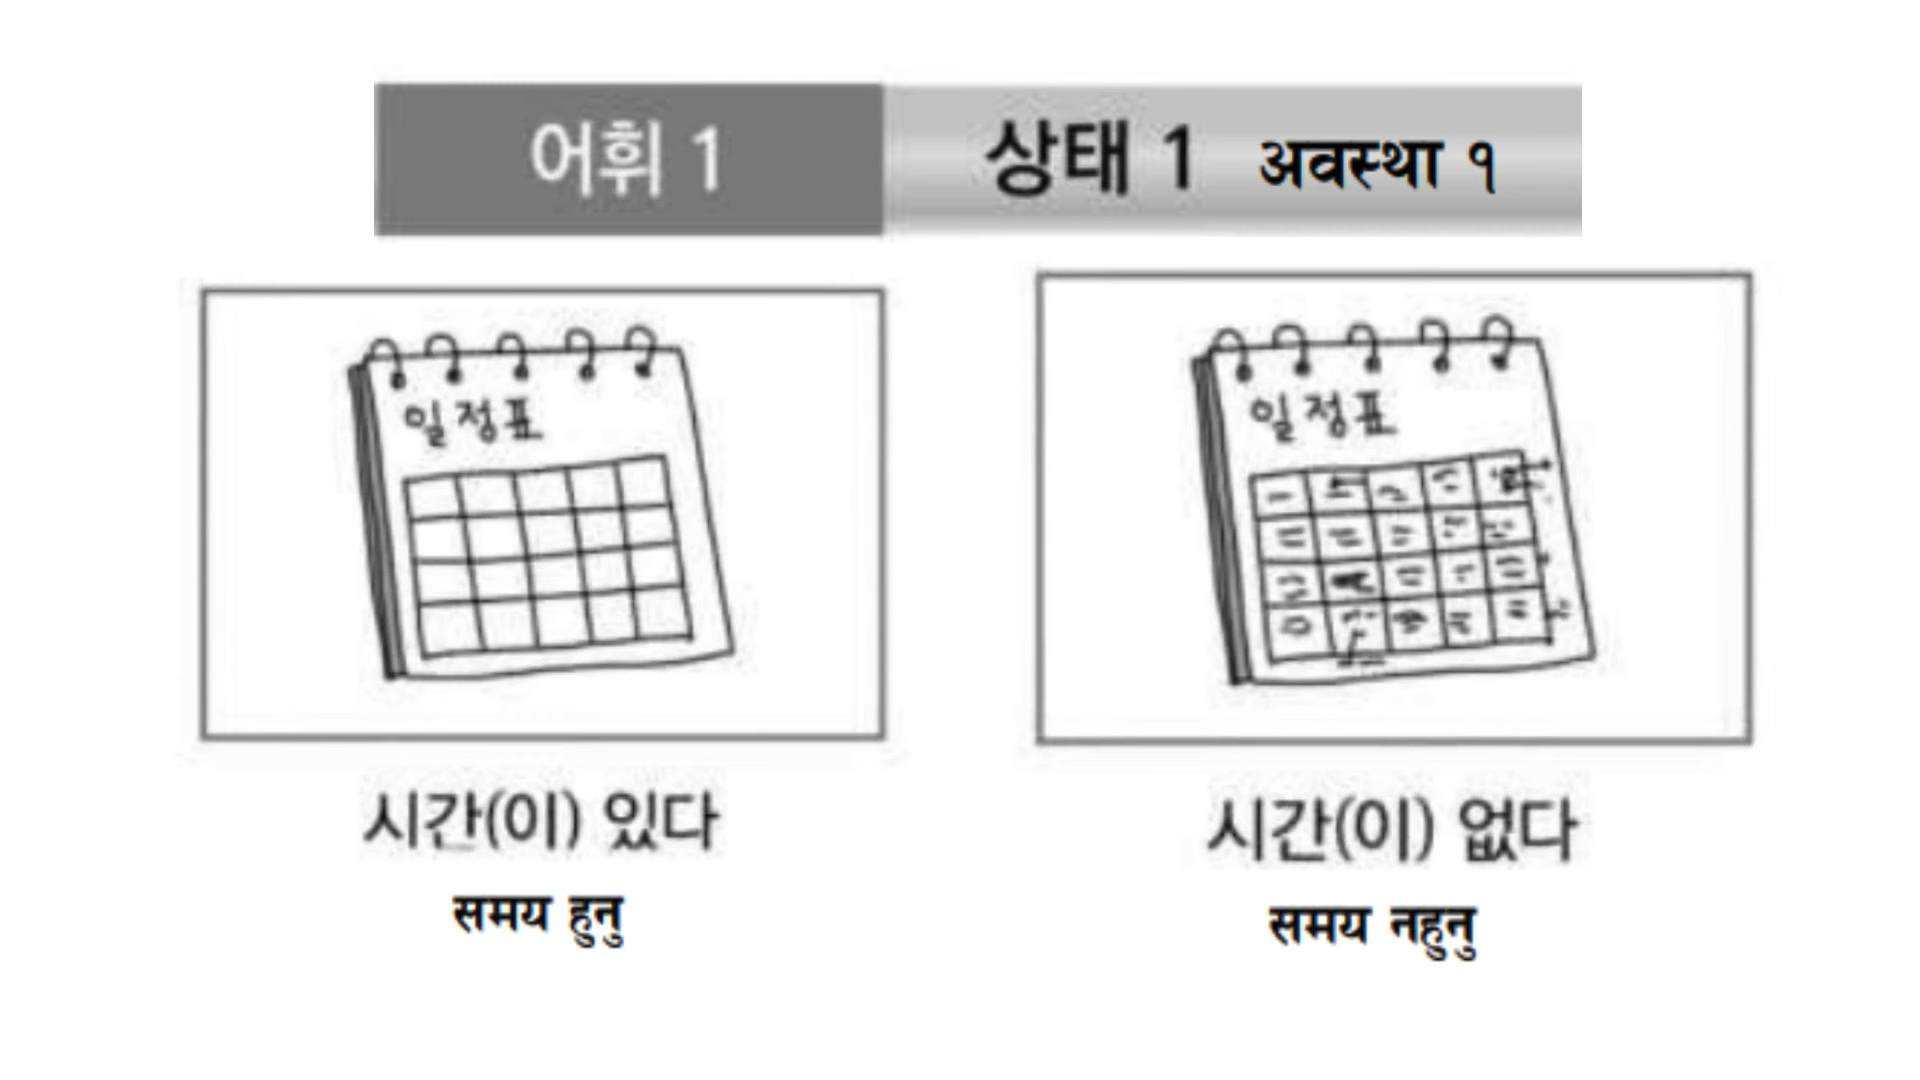 어휘 1
상태 1 अवस्था १
일정표
일정표
시간(이) 있다
시간(이) 없다
समय हुनु
समय नहुनु